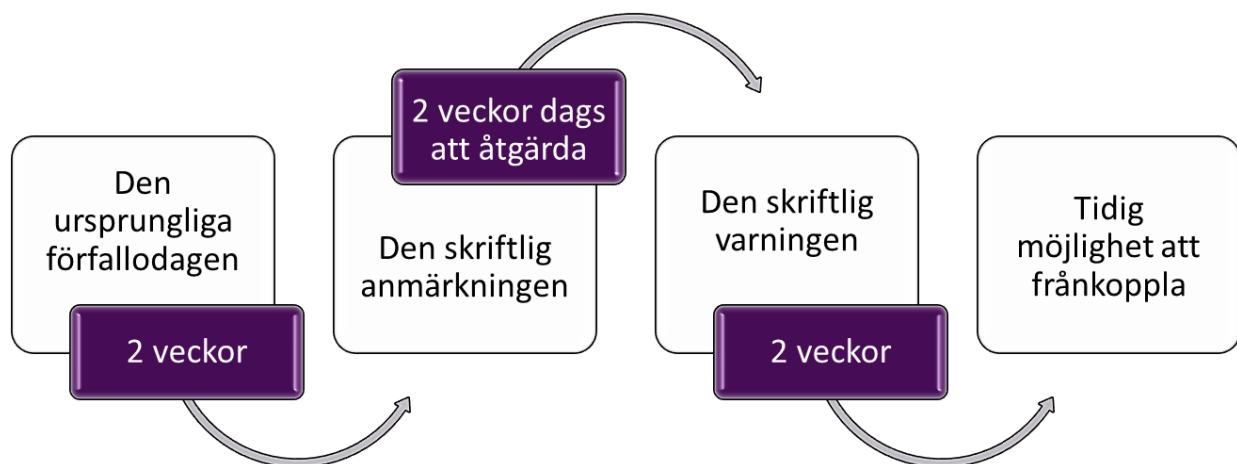 Den
ursprungliga
förfallodagen
2 veckor
Den skriftlig
anmärkningen
2 veckor dags
att åtgärda
Den skriftlig
varningen
2 veckor
Tidig
möjlighet att
frånkoppla